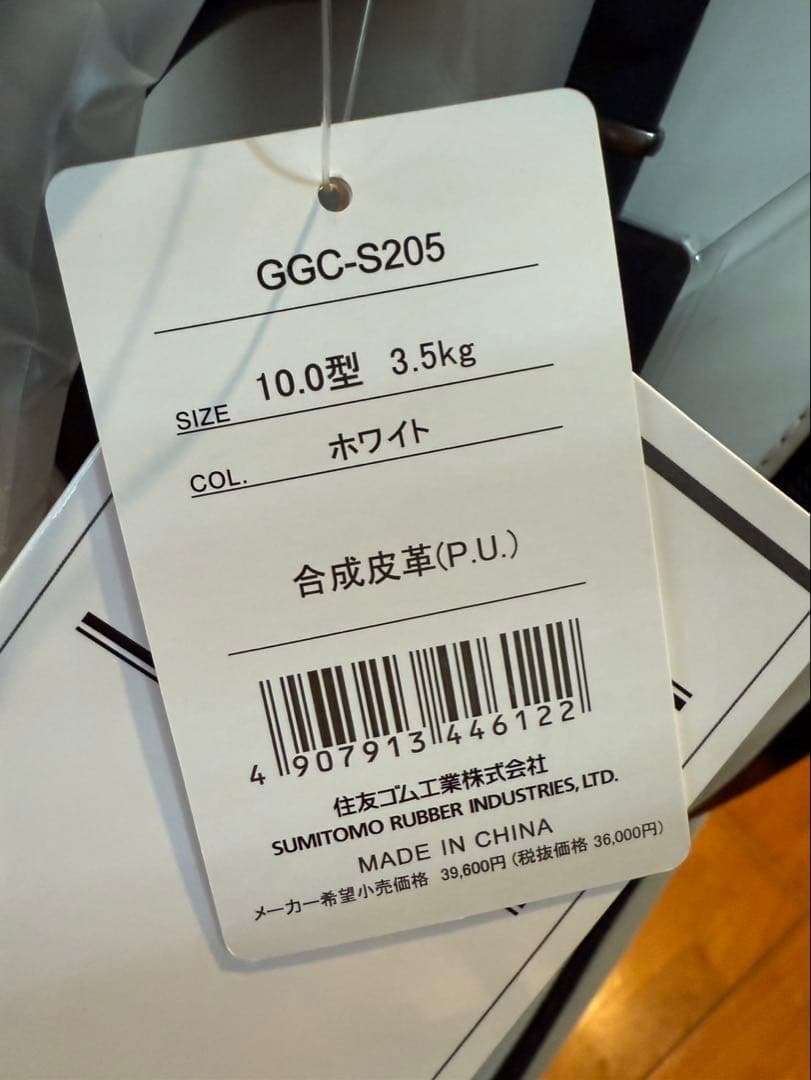 GGC-S205
SIZE 10.0型 3.5kg
COL. ホワイト
合成皮革(P.U.)
4 907913 446122
住友ゴム工業株式会社
SUMITOMO RUBBER INDUSTRIES, LTD.
MADE IN CHINA
メーカー希望小売価格 39,600円 (税抜価格 36,000円)